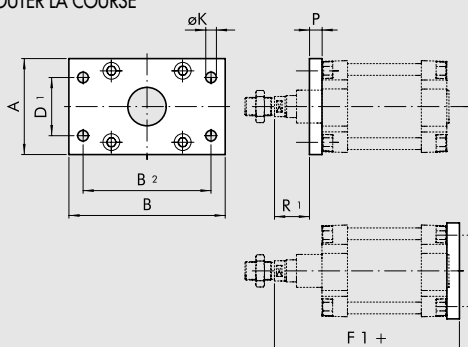 OUTER LA COURSE
øK
P
A
D 1
B 2
B
R 1
F 1 +